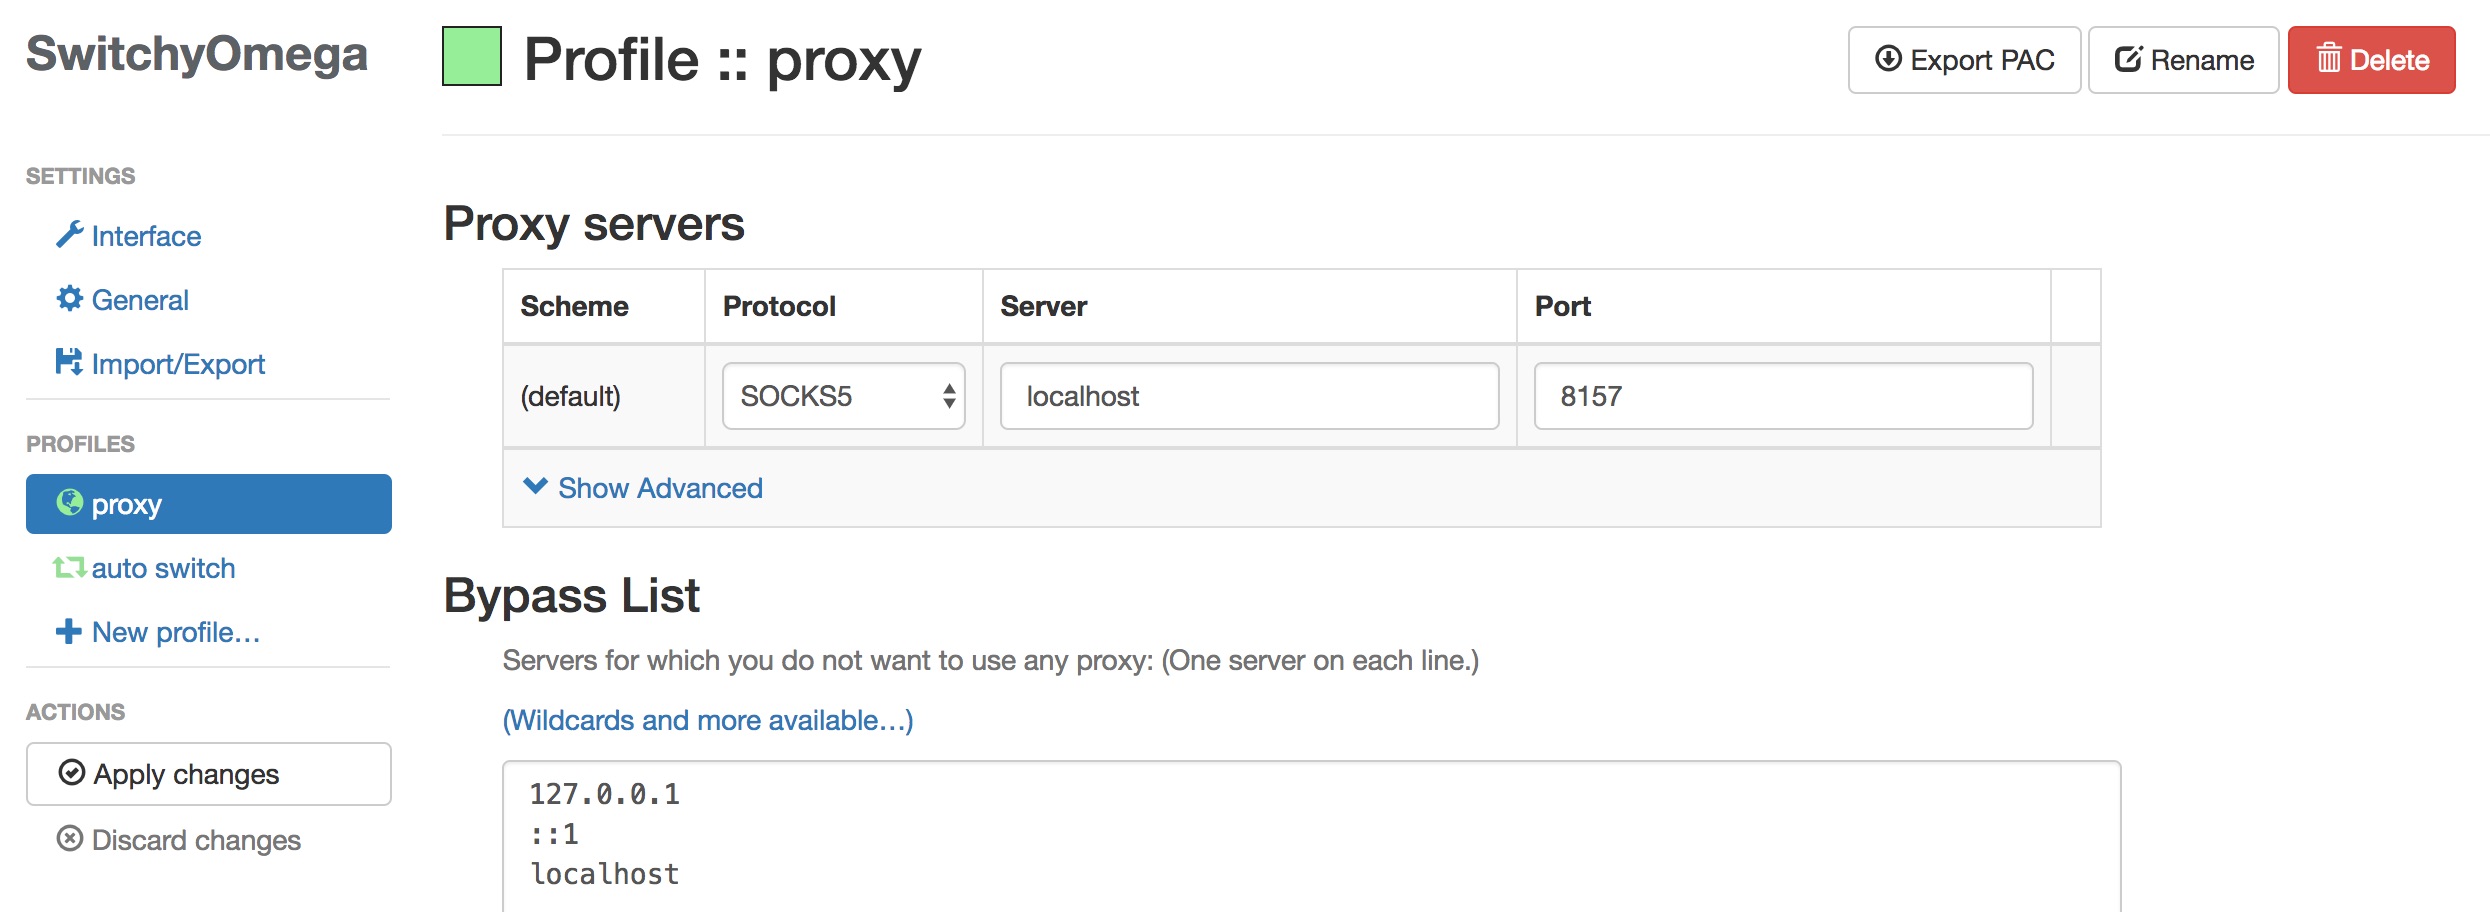 SwitchyOmega
Profile :: proxy
Export PAC
Rename
Delete
SETTINGS
Interface
General
Import/Export
PROFILES
proxy
auto switch
New profile…
ACTIONS
Apply changes
Discard changes
Proxy servers
Scheme Protocol Server Port
(default) SOCKS5 localhost 8157
Show Advanced
Bypass List
Servers for which you do not want to use any proxy: (One server on each line.)
(Wildcards and more available…)
127.0.0.1
::1
localhost